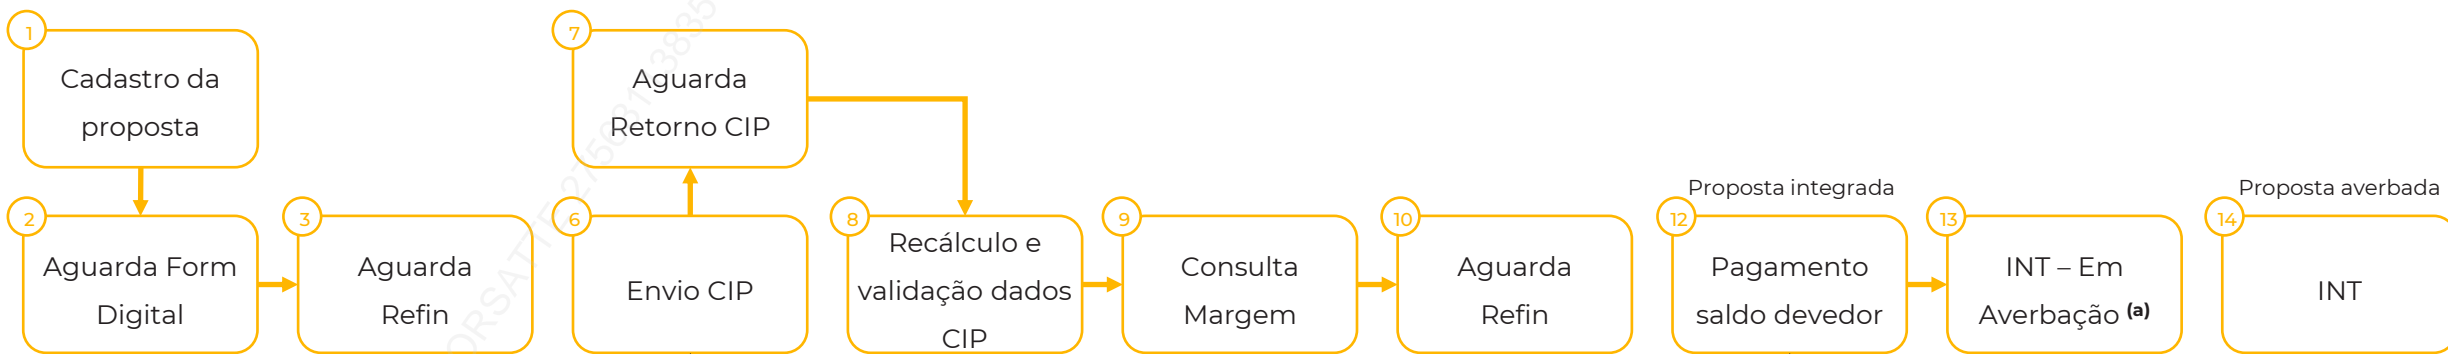 1
Cadastro da
proposta
2
Aguarda Form
Digital
3
Aguarda
Refin
6
Envio CIP
7
Aguarda
Retorno CIP
8
Recálculo e
validação dados
CIP
9
Consulta
Margem
10
Aguarda
Refin
Proposta integrada
12
Pagamento
saldo devedor
13
INT – Em
Averbação (a)
Proposta averbada
14
INT